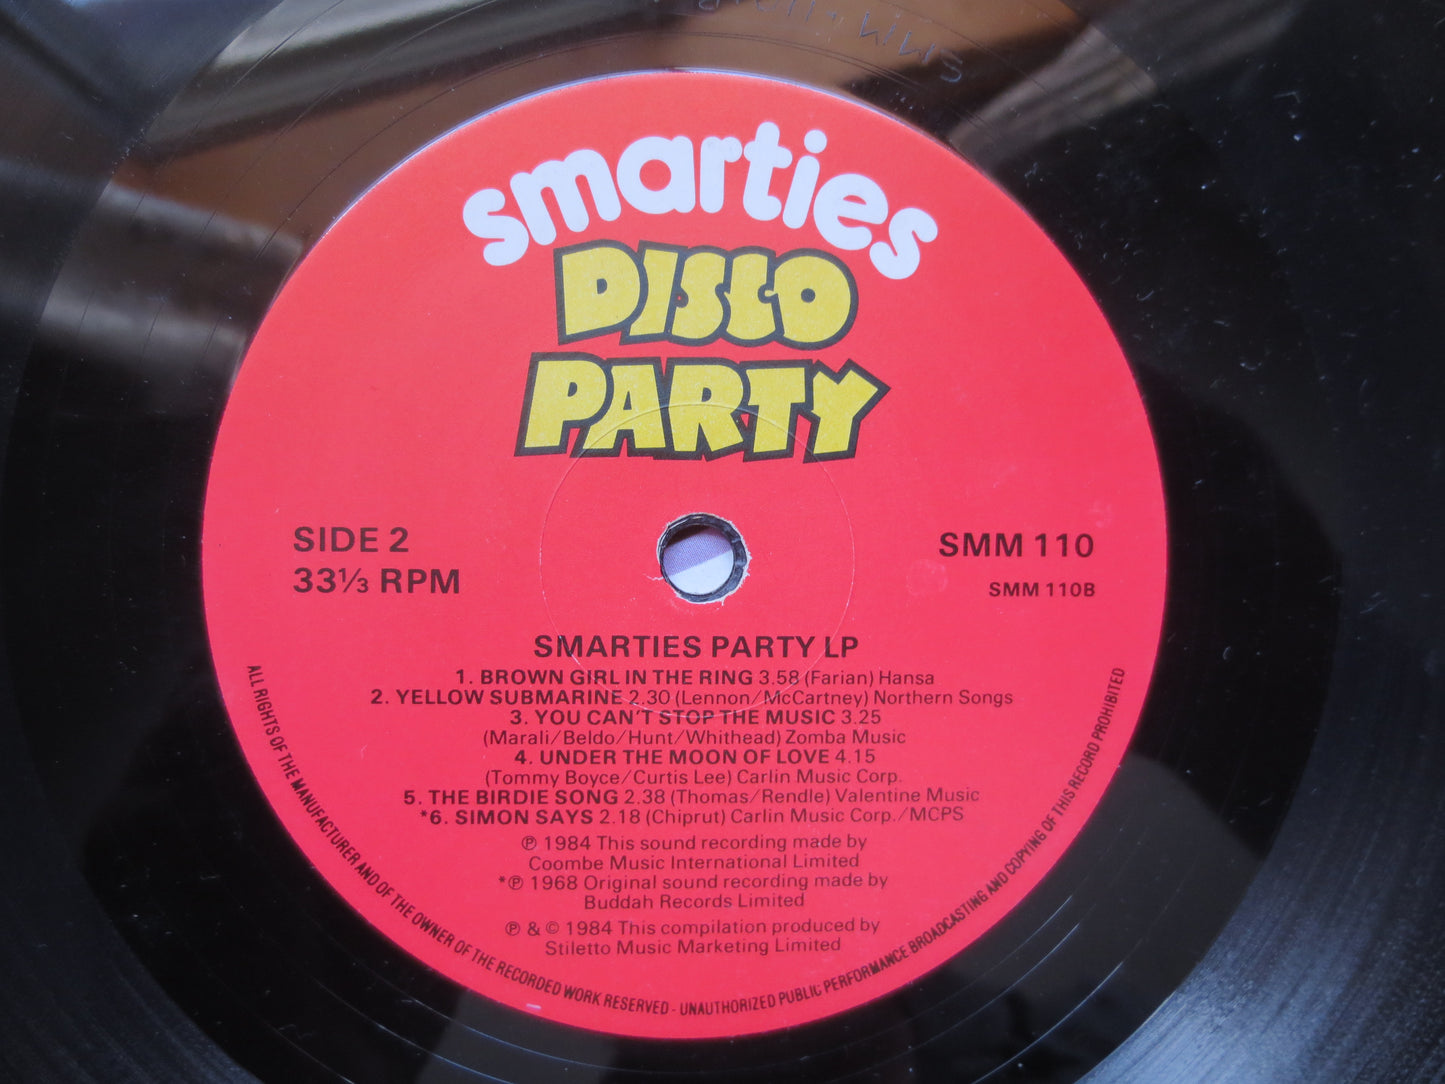 smarties
DISCO
PARTY
SIDE 2
33⅓ RPM
SMM 110
SMM 110B
SMARTIES PARTY LP
1. BROWN GIRL IN THE RING 3.58 (Farian) Hansa
2. YELLOW SUBMARINE 2.30 (Lennon/McCartney) Northern Songs
3. YOU CAN'T STOP THE MUSIC 3.25
(Marali/Beldo/Hunt/Whithead) Zomba Music
4. UNDER THE MOON OF LOVE 4.15
(Tommy Boyce/Curtis Lee) Carlin Music Corp.
5. THE BIRDIE SONG 2.38 (Thomas/Rendle) Valentine Music
*6. SIMON SAYS 2.18 (Chiprut) Carlin Music Corp./MCPS
℗ 1984 This sound recording made by
Coombe Music International Limited
*℗ 1968 Original sound recording made by
Buddah Records Limited
℗ & © 1984 This compilation produced by
Stiletto Music Marketing Limited
ALL RIGHTS OF THE MANUFACTURER AND OF THE OWNER OF THE RECORDED WORK RESERVED - UNAUTHORIZED PUBLIC PERFORMANCE BROADCASTING AND COPYING OF THIS RECORD PROHIBITED